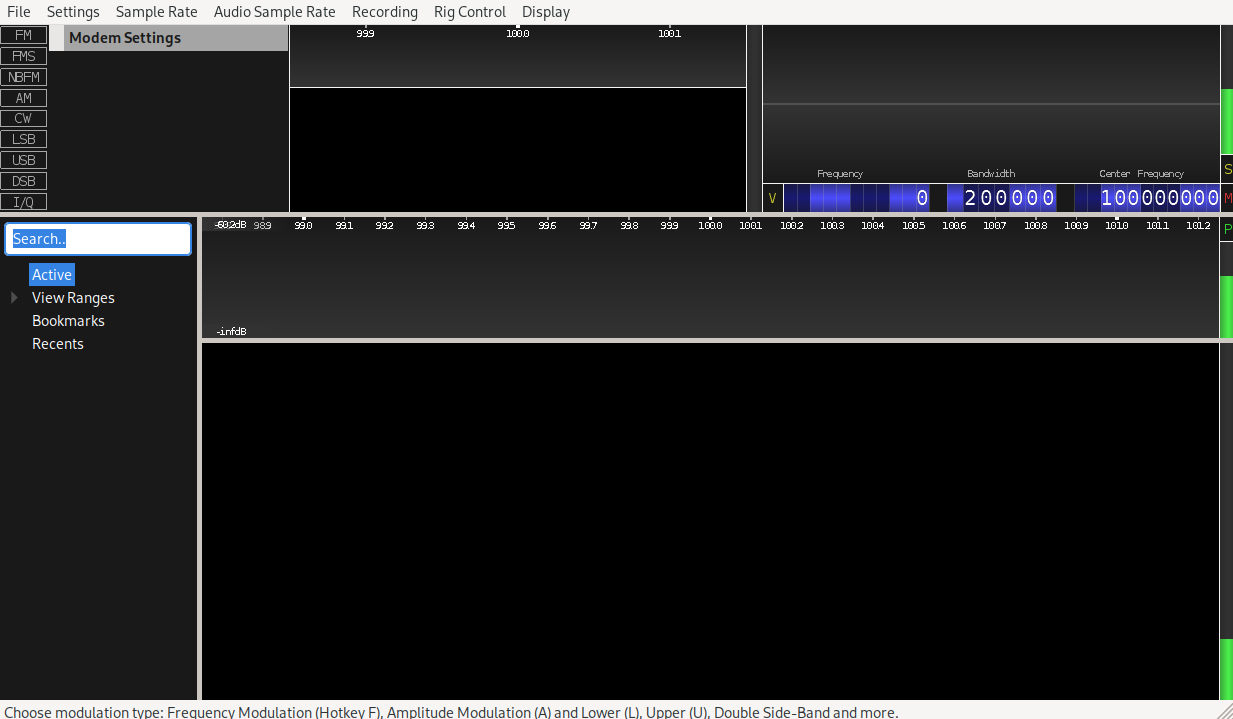 File Settings Sample Rate Audio Sample Rate Recording Rig Control Display
FM
FMS
NBFM
AM
CW
LSB
USB
DSB
I/Q
Modem Settings
99.9 100.0 100.1
Frequency Bandwidth Center Frequency
V 0 200000 100000000
S
M
P
Search..
Active
View Ranges
Bookmarks
Recents
98.9 99.0 99.1 99.2 99.3 99.4 99.5 99.6 99.7 99.8 99.9 100.0 100.1 100.2 100.3 100.4 100.5 100.6 100.7 100.8 100.9 101.0 101.1 101.2
-infdB
Choose modulation type: Frequency Modulation (Hotkey F), Amplitude Modulation (A) and Lower (L), Upper (U), Double Side-Band and more.